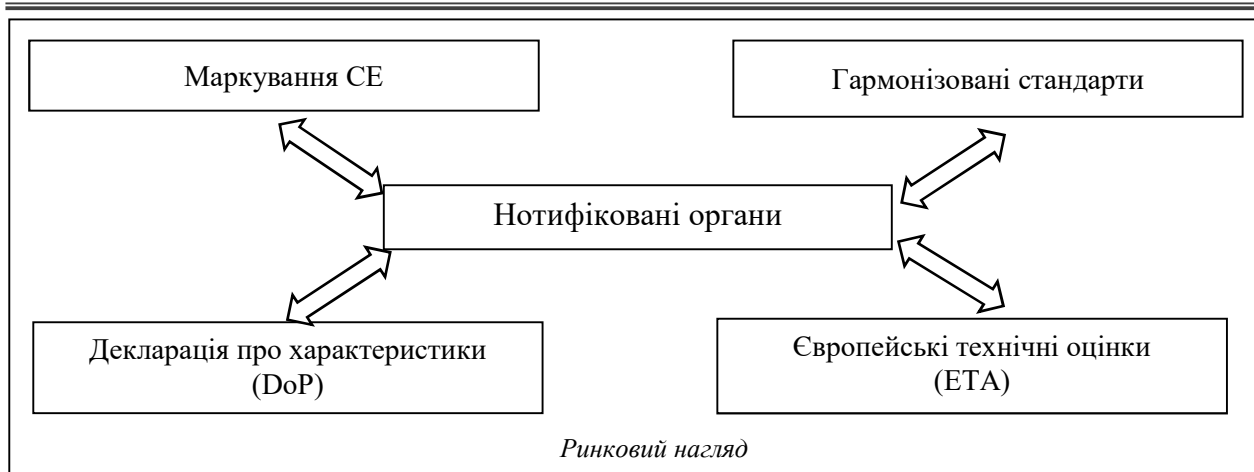 Маркування СЕ
Гармонізовані стандарти
Нотифіковані органи
Декларація про характеристики
(DoP)
Європейські технічні оцінки
(ETA)
Ринковий нагляд